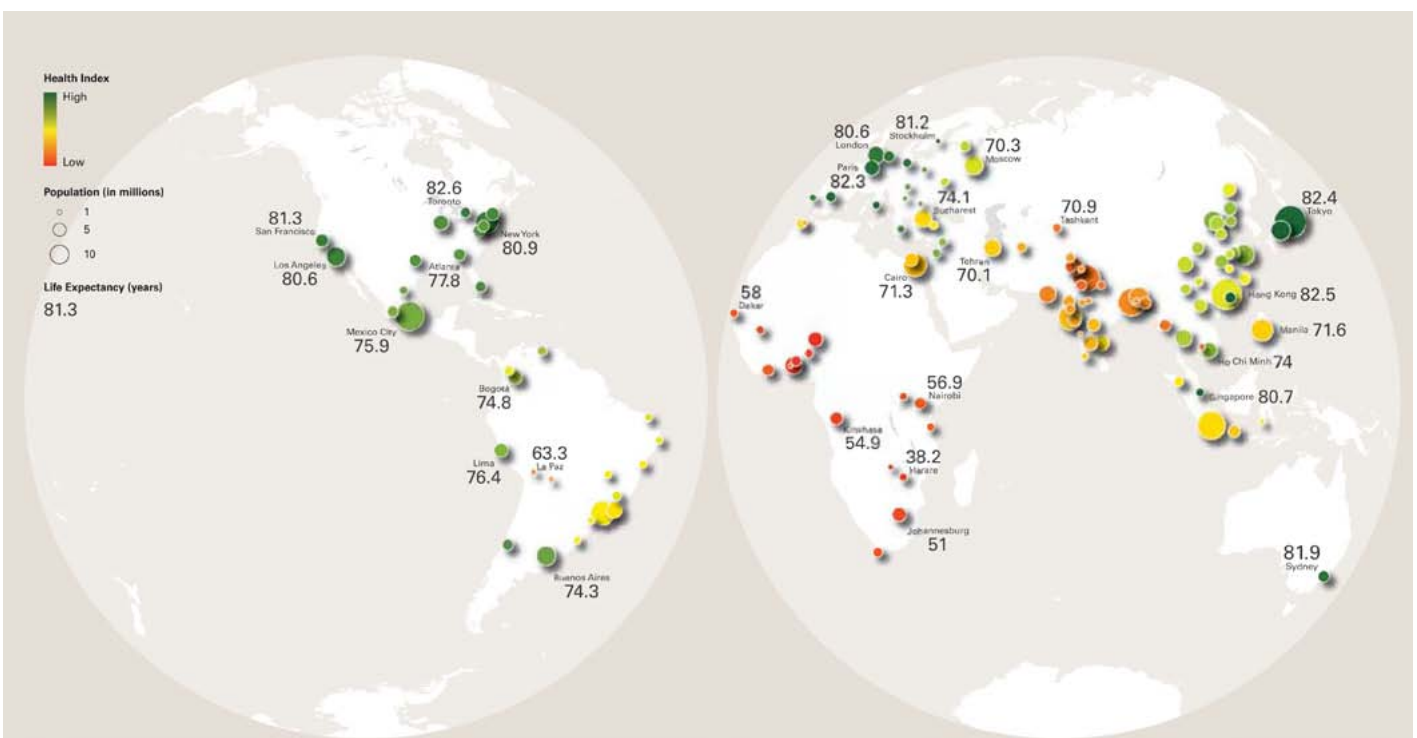 Health Index
High
Low
Population (in millions)
1
5
10
Life Expectancy (years)
81.3
82.6
Toronto
81.3
San Francisco
New York
80.9
Los Angeles
80.6
Atlanta
77.8
Mexico City
75.9
Bogota
74.8
Lima
76.4
63.3
La Paz
Buenos Aires
74.3
80.6
London
81.2
Stockholm
70.3
Moscow
Paris
82.3
74.1
Bucharest
70.9
Tashkent
82.4
Tokyo
Cairo
71.3
Tehran
70.1
58
Dakar
Hong Kong 82.5
Manila 71.6
Ho Chi Minh 74
Singapore 80.7
56.9
Nairobi
Kinshasa
54.9
38.2
Harare
Johannesburg
51
81.9
Sydney